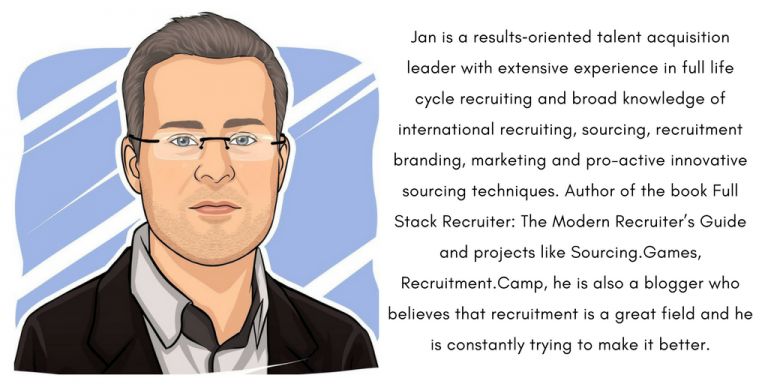 Jan is a results-oriented talent acquisition
leader with extensive experience in full life
cycle recruiting and broad knowledge of
international recruiting, sourcing, recruitment
branding, marketing and pro-active innovative
sourcing techniques. Author of the book Full
Stack Recruiter: The Modern Recruiter’s Guide
and projects like Sourcing.Games,
Recruitment.Camp, he is also a blogger who
believes that recruitment is a great field and he
is constantly trying to make it better.